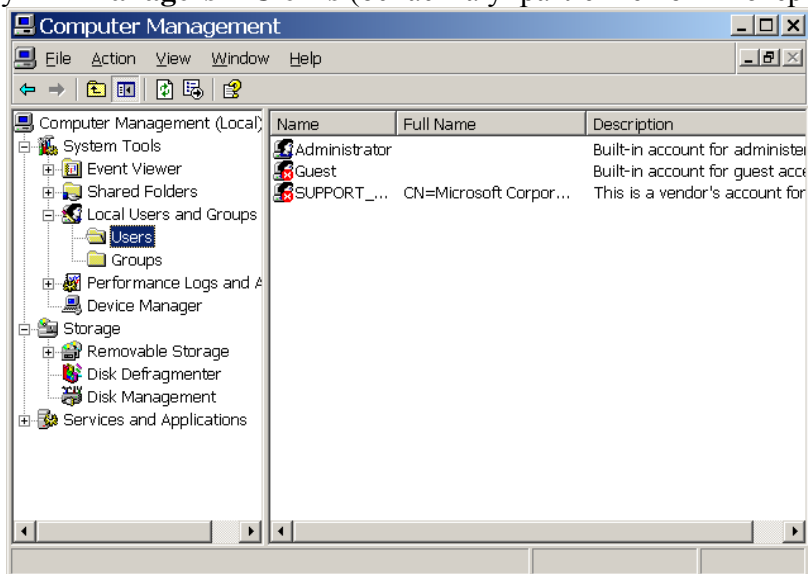 Computer Management
File Action View Window Help
Computer Management (Local)
System Tools
Event Viewer
Shared Folders
Local Users and Groups
Users
Groups
Performance Logs and A
Device Manager
Storage
Removable Storage
Disk Defragmenter
Disk Management
Services and Applications
Name Full Name Description
Administrator Built-in account for administer
Guest Built-in account for guest acce
SUPPORT_... CN=Microsoft Corpor... This is a vendor's account for